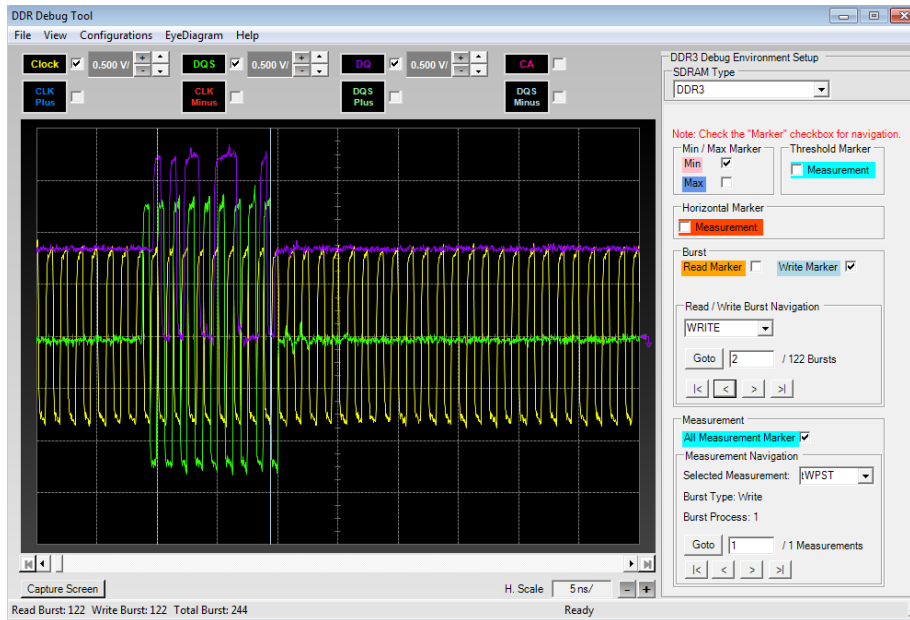 DDR Debug Tool
File View Configurations EyeDiagram Help
Clock 0.500 V/ + - DQS 0.500 V/ + - DQ 0.500 V/ + - CA
CLK Plus CLK Minus DQS Plus DQS Minus
DDR3 Debug Environment Setup
SDRAM Type
DDR3
Note: Check the "Marker" checkbox for navigation.
Min / Max Marker Threshold Marker
Min Measurement
Max
Horizontal Marker
Measurement
Burst
Read Marker Write Marker
Read / Write Burst Navigation
WRITE
Goto 2 / 122 Bursts
|< < > >|
Measurement
All Measurement Marker
Measurement Navigation
Selected Measurement: tWPST
Burst Type: Write
Burst Process: 1
Goto 1 / 1 Measurements
|< < > >|
Capture Screen H. Scale 5 ns/ - +
Read Burst: 122 Write Burst: 122 Total Burst: 244 Ready